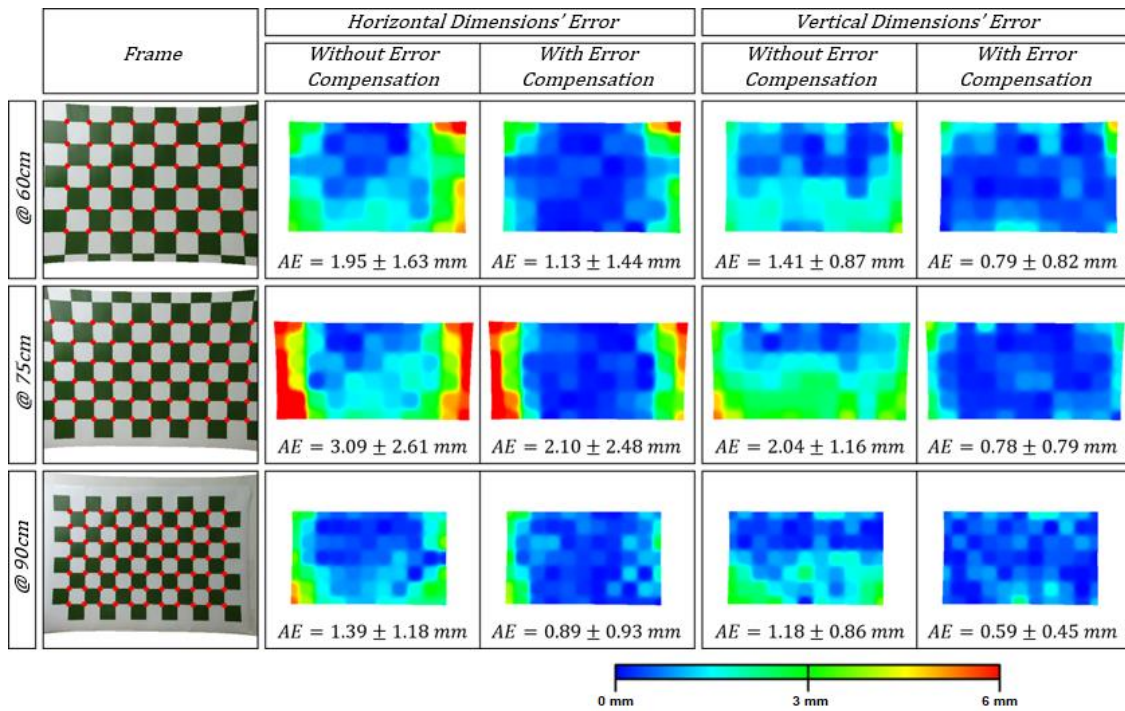 Frame
Horizontal Dimensions’ Error
Vertical Dimensions’ Error
Without Error
Compensation
With Error
Compensation
Without Error
Compensation
With Error
Compensation
@ 60cm
AE = 1.95 ± 1.63 mm
AE = 1.13 ± 1.44 mm
AE = 1.41 ± 0.87 mm
AE = 0.79 ± 0.82 mm
@ 75cm
AE = 3.09 ± 2.61 mm
AE = 2.10 ± 2.48 mm
AE = 2.04 ± 1.16 mm
AE = 0.78 ± 0.79 mm
@ 90cm
AE = 1.39 ± 1.18 mm
AE = 0.89 ± 0.93 mm
AE = 1.18 ± 0.86 mm
AE = 0.59 ± 0.45 mm
0 mm
3 mm
6 mm